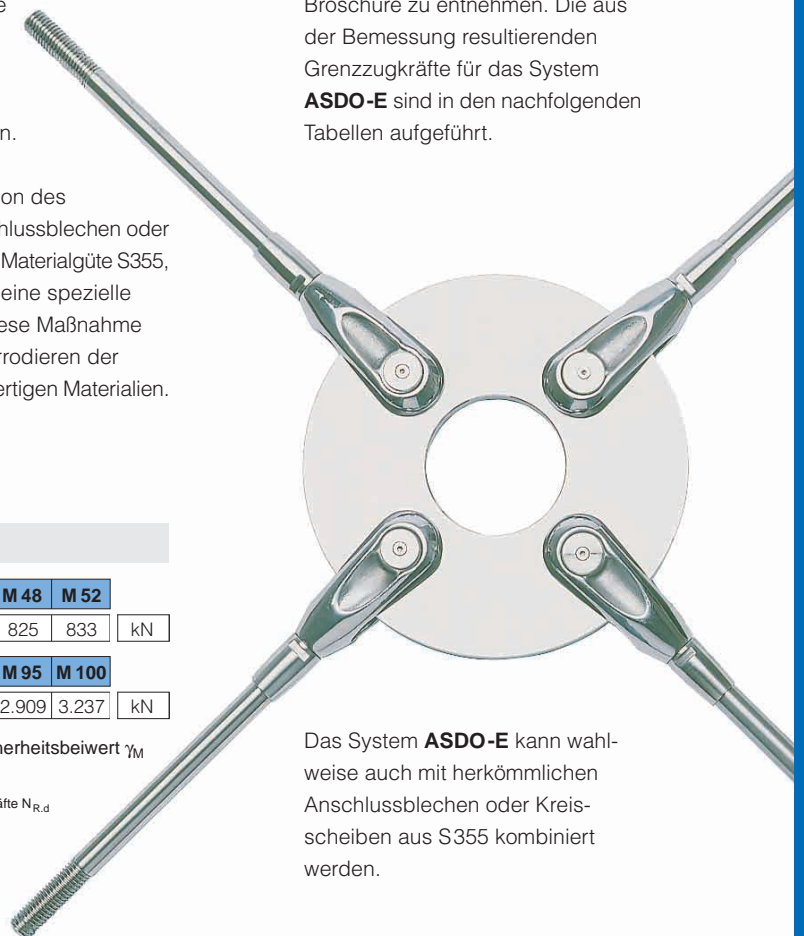 e
n.
on des
hlussblechen oder
Materialgüte S355,
eine spezielle
ese Maßnahme
rrodieren der
ertigen Materialien.
M 48 M 52
825 833 kN
M 95 M 100
2.909 3.237 kN
herheitsbeiwert γM
äfte NR.d
Broschüre zu entnehmen. Die aus
der Bemessung resultierenden
Grenzzugkräfte für das System
ASDO-E sind in den nachfolgenden
Tabellen aufgeführt.
Das System ASDO-E kann wahl-
weise auch mit herkömmlichen
Anschlussblechen oder Kreis-
scheiben aus S355 kombiniert
werden.